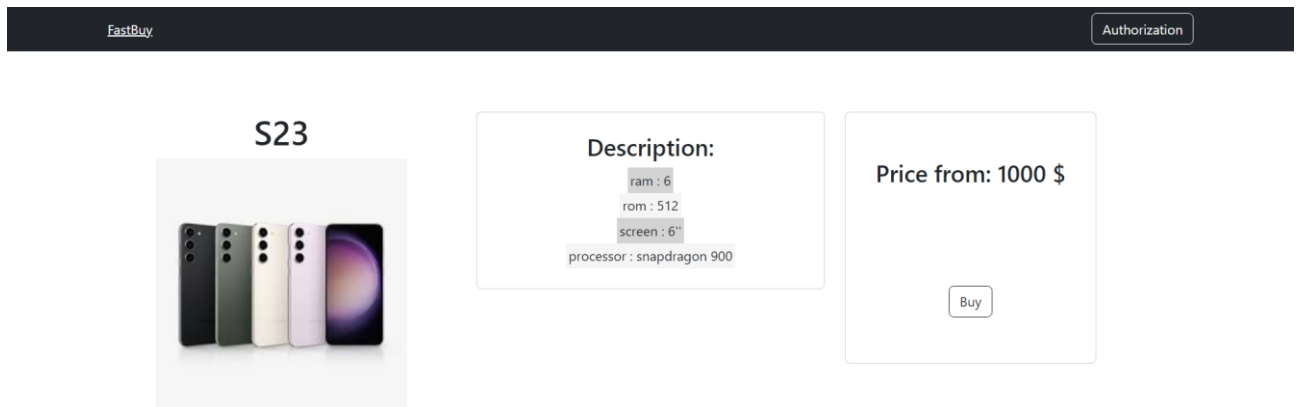 FastBuy
Authorization
S23
Description:
ram : 6
rom : 512
screen : 6''
processor : snapdragon 900
Price from: 1000 $
Buy